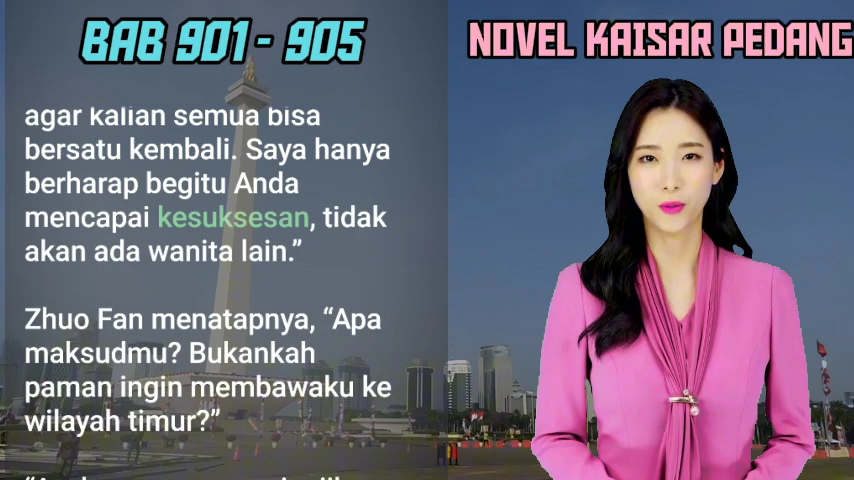 BAB 901 - 905
NOVEL KAISAR PEDANG
agar kalian semua bisa
bersatu kembali. Saya hanya
berharap begitu Anda
mencapai kesuksesan, tidak
akan ada wanita lain.”
Zhuo Fan menatapnya, “Apa
maksudmu? Bukankah
paman ingin membawaku ke
wilayah timur?”